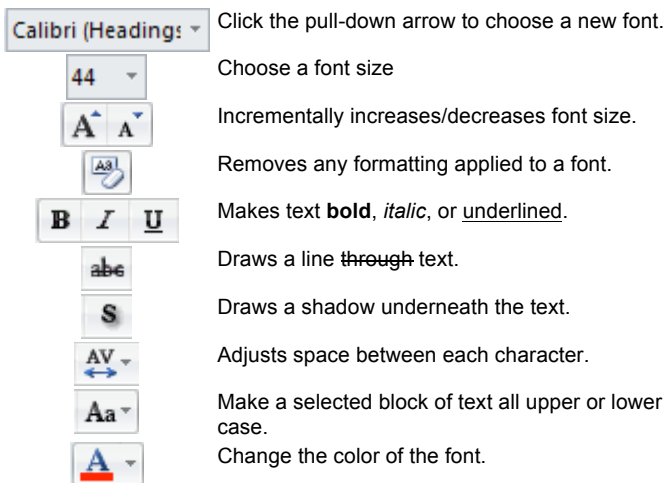 Calibri (Headings Click the pull-down arrow to choose a new font.
44 Choose a font size
A A Incrementally increases/decreases font size.
Aa Removes any formatting applied to a font.
B I U Makes text bold, italic, or underlined.
abc Draws a line through text.
S Draws a shadow underneath the text.
AV Adjusts space between each character.
Aa Make a selected block of text all upper or lower
case.
A Change the color of the font.